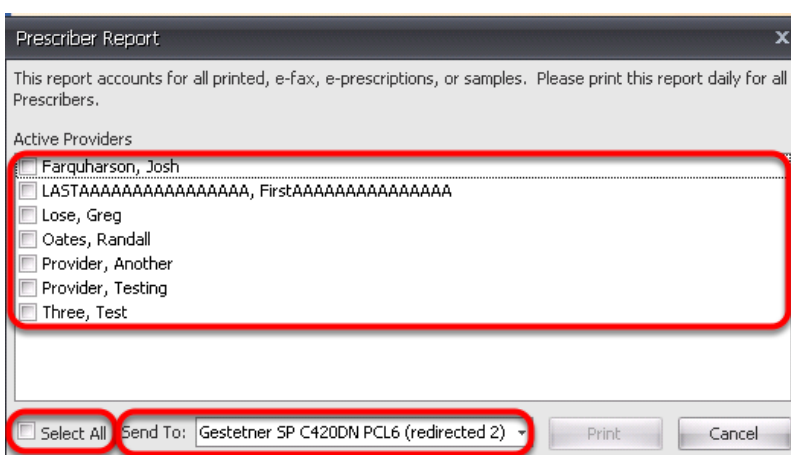 Prescriber Report x
This report accounts for all printed, e-fax, e-prescriptions, or samples. Please print this report daily for all
Prescribers.
Active Providers
Farquharson, Josh
LASTAAAAAAAAAAAAAAAA, FirstAAAAAAAAAAAAAAA
Lose, Greg
Oates, Randall
Provider, Another
Provider, Testing
Three, Test
Select All Send To: Gestetner SP C420DN PCL6 (redirected 2) Print Cancel